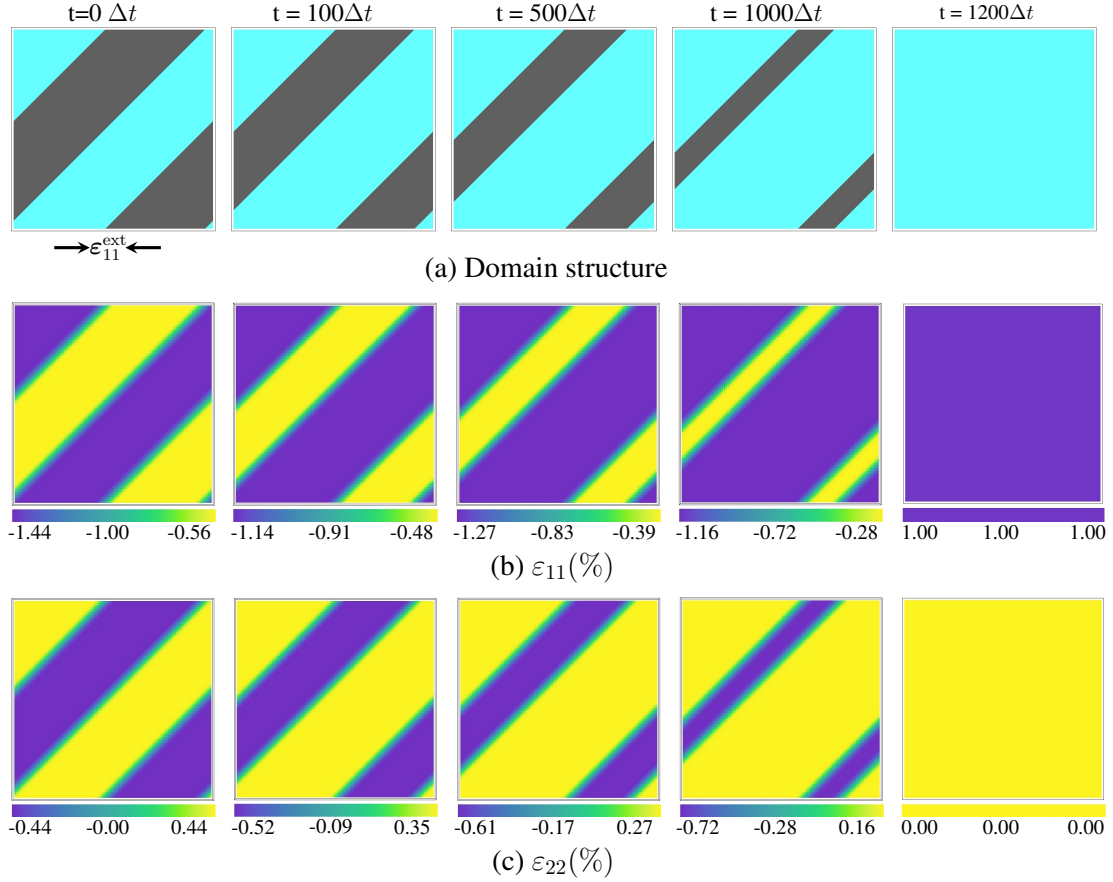 t=0 Δt t = 100Δt t = 500Δt t = 1000Δt t = 1200Δt
ε₁₁ᵉˣᵗ
(a) Domain structure
-1.44 -1.00 -0.56 -1.14 -0.91 -0.48 -1.27 -0.83 -0.39 -1.16 -0.72 -0.28 1.00 1.00 1.00
(b) ε₁₁(%)
-0.44 -0.00 0.44 -0.52 -0.09 0.35 -0.61 -0.17 0.27 -0.72 -0.28 0.16 0.00 0.00 0.00
(c) ε₂₂(%)